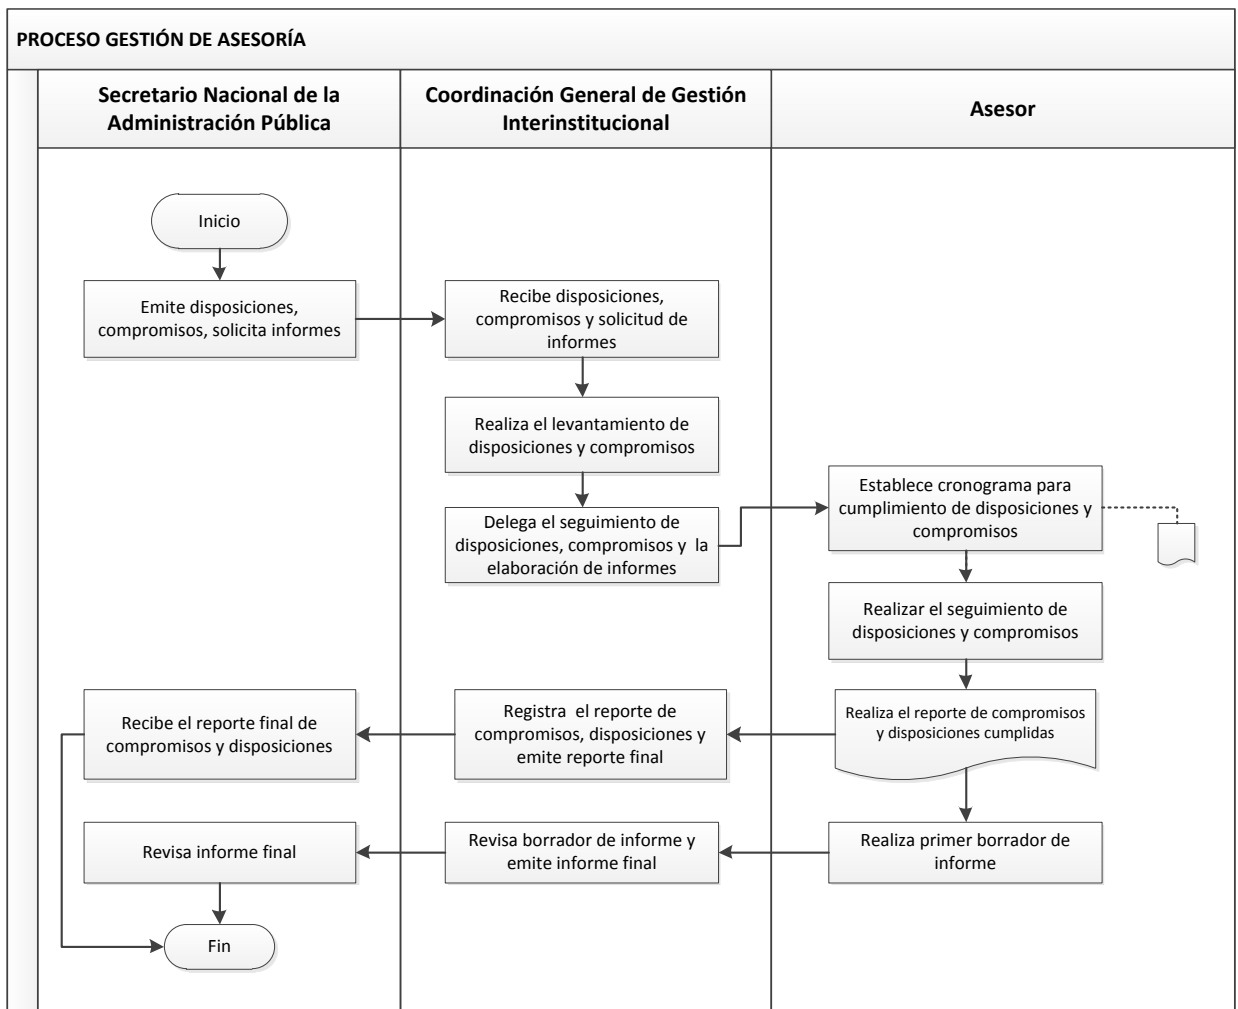 PROCESO GESTIÓN DE ASESORÍA
Secretario Nacional de la
Administración Pública
Coordinación General de Gestión
Interinstitucional
Asesor
Inicio
Emite disposiciones,
compromisos, solicita informes
Recibe disposiciones,
compromisos y solicitud de
informes
Realiza el levantamiento de
disposiciones y compromisos
Delega el seguimiento de
disposiciones, compromisos y la
elaboración de informes
Establece cronograma para
cumplimiento de disposiciones y
compromisos
Realizar el seguimiento de
disposiciones y compromisos
Realiza el reporte de compromisos
y disposiciones cumplidas
Registra el reporte de
compromisos, disposiciones y
emite reporte final
Recibe el reporte final de
compromisos y disposiciones
Realiza primer borrador de
informe
Revisa borrador de informe y
emite informe final
Revisa informe final
Fin